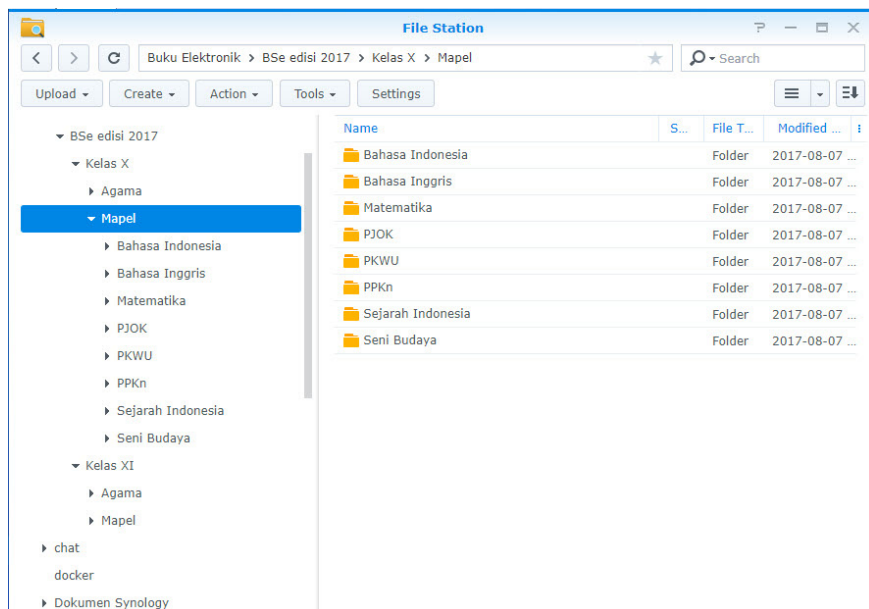 File Station
Buku Elektronik > BSe edisi 2017 > Kelas X > Mapel
Search
Upload Create Action Tools Settings
BSe edisi 2017
Kelas X
Agama
Mapel
Bahasa Indonesia
Bahasa Inggris
Matematika
PJOK
PKWU
PPKn
Sejarah Indonesia
Seni Budaya
Kelas XI
Agama
Mapel
chat
docker
Dokumen Synology
Name S... File T... Modified ...
Bahasa Indonesia Folder 2017-08-07 ...
Bahasa Inggris Folder 2017-08-07 ...
Matematika Folder 2017-08-07 ...
PJOK Folder 2017-08-07 ...
PKWU Folder 2017-08-07 ...
PPKn Folder 2017-08-07 ...
Sejarah Indonesia Folder 2017-08-07 ...
Seni Budaya Folder 2017-08-07 ...